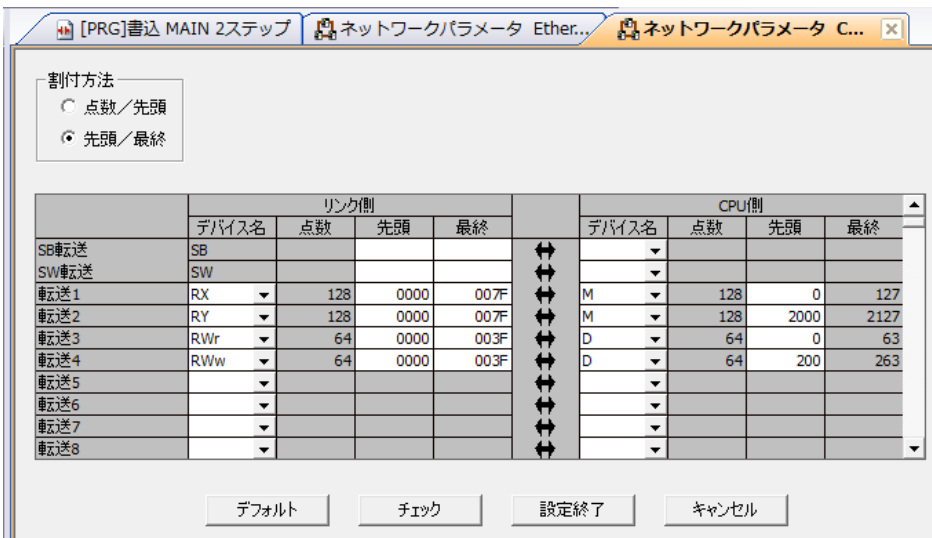 [PRG]書込 MAIN 2ステップ ネットワークパラメータ Ether... ネットワークパラメータ C...
割付方法
点数／先頭
先頭／最終
リンク側 CPU側
デバイス名 点数 先頭 最終 デバイス名 点数 先頭 最終
SB転送 SB
SW転送 SW
転送1 RX 128 0000 007F M 128 0 127
転送2 RY 128 0000 007F M 128 2000 2127
転送3 RWr 64 0000 003F D 64 0 63
転送4 RWw 64 0000 003F D 64 200 263
転送5
転送6
転送7
転送8
デフォルト チェック 設定終了 キャンセル